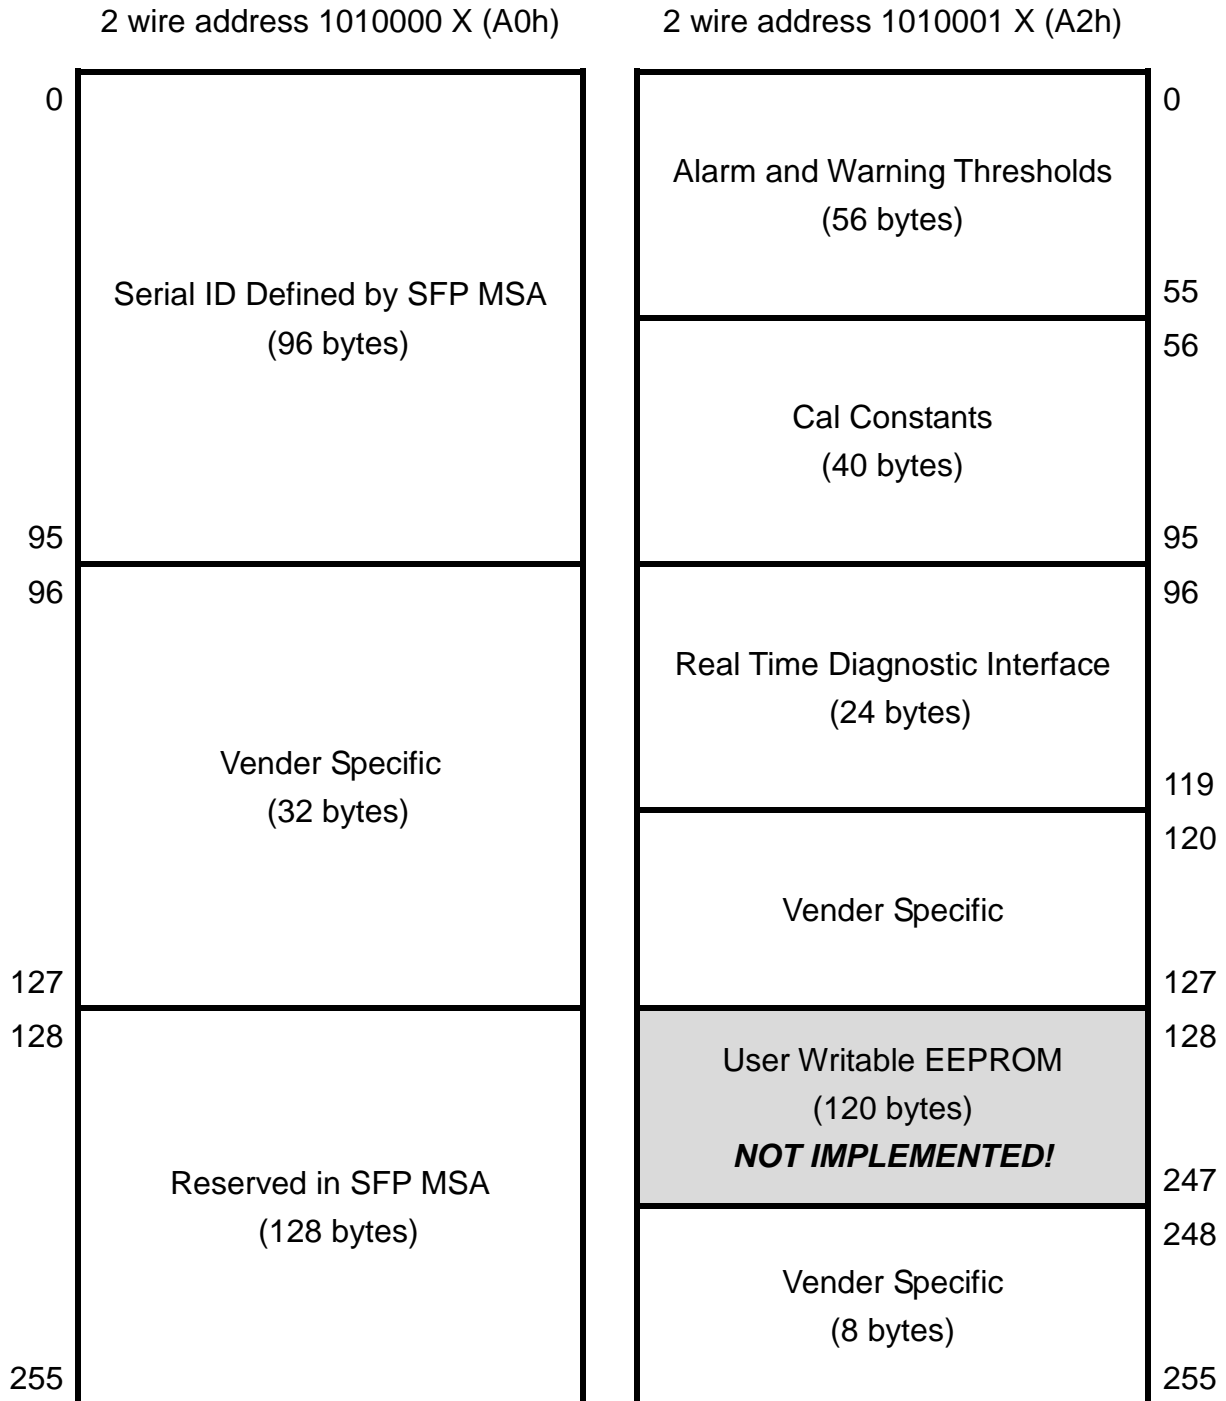 2 wire address 1010000 X (A0h)
0
Serial ID Defined by SFP MSA
(96 bytes)
95
96
Vender Specific
(32 bytes)
127
128
Reserved in SFP MSA
(128 bytes)
255
2 wire address 1010001 X (A2h)
0
Alarm and Warning Thresholds
(56 bytes)
55
56
Cal Constants
(40 bytes)
95
96
Real Time Diagnostic Interface
(24 bytes)
119
120
Vender Specific
127
128
User Writable EEPROM
(120 bytes)
NOT IMPLEMENTED!
247
248
Vender Specific
(8 bytes)
255